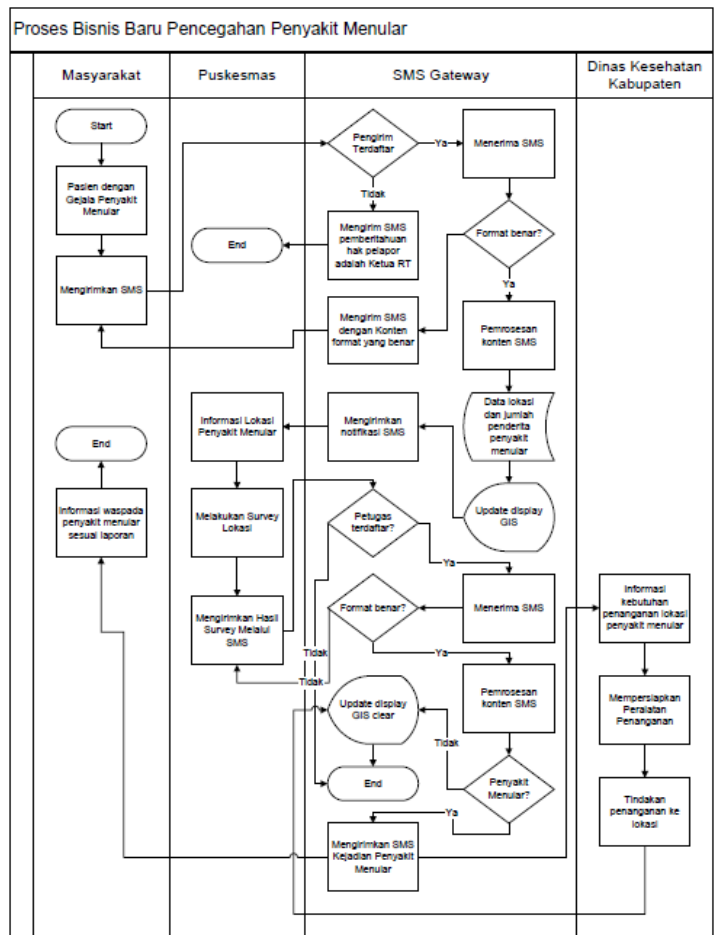 Proses Bisnis Baru Pencegahan Penyakit Menular
Masyarakat
Puskesmas
SMS Gateway
Dinas Kesehatan
Kabupaten
Start
Pasien dengan
Gejala Penyakit
Menular
Mengirimkan SMS
Pengirim
Terdaftar
Ya
Menerima SMS
Tidak
Mengirim SMS
pemberitahuan
hak pelapor
adalah Ketua RT
End
Format benar?
Ya
Mengirim SMS
dengan Konten
format yang benar
Pemrosesan
konten SMS
Data lokasi
dan jumlah
penderita
penyakit
menular
Update display
GIS
Mengirimkan
notifikasi SMS
Informasi Lokasi
Penyakit Menular
Melakukan Survey
Lokasi
Mengirimkan Hasil
Survey Melalui
SMS
End
Informasi waspada
penyakit menular
sesuai laporan
Petugas
terdaftar?
Ya
Menerima SMS
Format benar?
Tidak
Ya
Tidak
Pemrosesan
konten SMS
Update display
GIS clear
Tidak
Penyakit
Menular?
End
Ya
Mengirimkan SMS
Kejadian Penyakit
Menular
Informasi
kebutuhan
penanganan lokasi
penyakit menular
Mempersiapkan
Peralatan
Penanganan
Tindakan
penanganan ke
lokasi